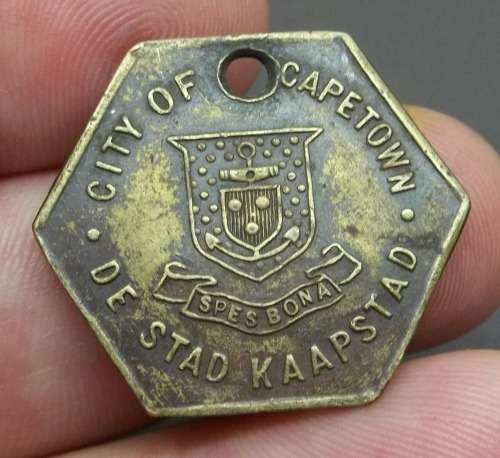 · CITY OF CAPETOWN ·
SPES BONA
DE STAD KAAPSTAD